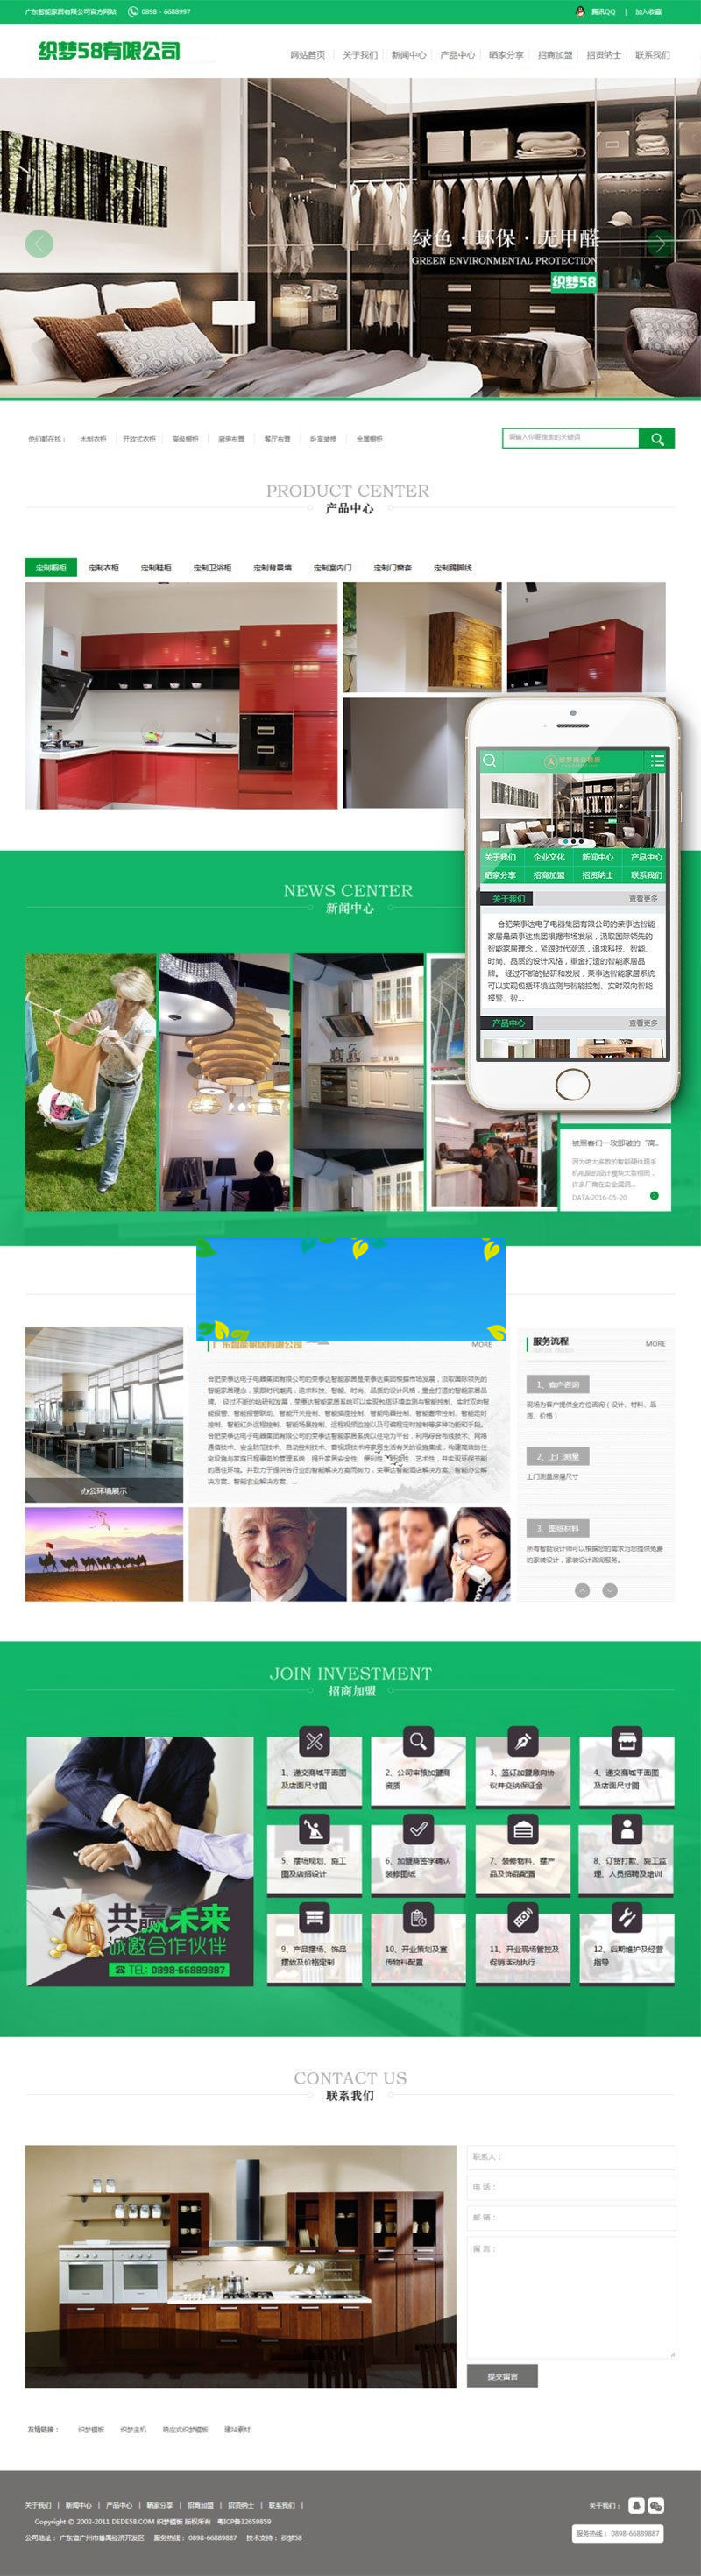 广东智能家居有限公司官方网站 0898 - 6688997 腾讯QQ | 加入收藏
织梦58有限公司
网站首页 关于我们 新闻中心 产品中心 晒家分享 招商加盟 招贤纳士 联系我们
绿色 · 环保 · 无甲醛
GREEN ENVIRONMENTAL PROTECTION
织梦58
他们都在找： 木制衣柜 开放式衣柜 高级橱柜 厨房布置 餐厅布置 卧室装修 金属橱柜
请输入你要搜索的关键词
PRODUCT CENTER
产品中心
定制橱柜 定制衣柜 定制鞋柜 定制卫浴柜 定制背景墙 定制室内门 定制门窗套 定制踢脚线
关于我们 企业文化 新闻中心 产品中心
晒家分享 招商加盟 招贤纳士 联系我们
关于我们 查看更多
合肥荣事达电子电器集团有限公司的荣事达智能
家居是荣事达集团根据市场发展，汲取国际领先的
智能家居理念，紧跟时代潮流，追求科技、智能、
时尚、品质的设计风格，重金打造的智能家居品
牌。 经过不断的钻研和发展，荣事达智能家居系统
可以实现包括环境监测与智能控制、实时双向智能
报警、智...
产品中心 查看更多
NEWS CENTER
新闻中心
被黑客们一攻即破的“高..
因为绝大多数的智能硬件跟手
机电脑的设计模块大致相同，
许多厂商在实金属洞...
DATA:2016-05-20
广东智能家居有限公司 MORE
合肥荣事达电子电器集团有限公司的荣事达智能家居是荣事达集团根据市场发展，汲取国际领先的
智能家居理念，紧跟时代潮流，追求科技、智能、时尚、品质的设计风格，重金打造的智能家居品
牌。 经过不断的钻研和发展，荣事达智能家居系统可以实现包括环境监测与智能控制、实时双向智
能报警、智能报警联动、智能开关控制、智能插座控制、智能电器控制、智能窗帘控制、智能定时
控制、智能红外远程控制、智能场景控制、远程视频监控以及可编程定时控制等多种功能和手段。
合肥荣事达电子电器集团有限公司的荣事达智能家居系统以住宅为平台，利用综合布线技术、网络
通信技术、安全防范技术、自动控制技术、音视频技术将家居生活有关的设施集成，构建高效的住
宅设施与家庭日程事务的管理系统，提升家居安全性、便利性、舒适性、艺术性，并实现环保节能
的居住环境。并致力于提供各行业的智能解决方案而努力，荣事达智能酒店解决方案、智能办公解
决方案、智能农业解决方案、...
办公环境展示
服务流程 MORE
1、客户咨询
现场为客户提供全方位咨询（ 设计、材料、品
质、价格 ）
2、上门测量
上门测量房屋尺寸
3、图纸材料
所有智能设计师可以根据您的需求为您提供免费
的家装设计，家装设计咨询服务。
JOIN INVESTMENT
招商加盟
1、递交商城平面图
及店面尺寸图
2、公司审核加盟商
资质
3、签订加盟意向协
议并交纳保证金
4、递交商城平面图
及店面尺寸图
5、摆场规划、施工
图及店招设计
6、加盟商签字确认
装修图纸
7、装修物料、摆产
品及饰品配置
8、订货打款、施工监
理、人员招聘及培训
9、产品摆场、饰品
摆放及价格定制
10、开业策划及宣
传物料配置
11、开业现场管控及
促销活动执行
12、后期维护及经营
指导
共赢未来
诚邀合作伙伴
TEL: 0898-66889887
CONTACT US
联系我们
联系人：
电 话：
邮 箱：
留 言：
提交留言
友情链接： 织梦模板 织梦主机 响应式织梦模板 建站素材
关于我们 | 新闻中心 | 产品中心 | 晒家分享 | 招商加盟 | 招贤纳士 | 联系我们 |
Copyright © 2002-2011 DEDE58.COM 织梦模板 版权所有 粤ICP备32659859
公司地址： 广东省广州市番禺经济开发区 服务热线： 0898-66889887 技术支持： 织梦58
关于我们：
服务热线： 0898-66889887